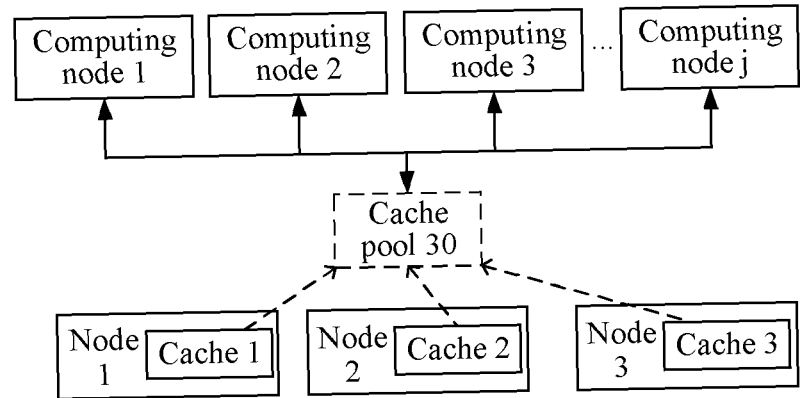 Computing
node 1
Computing
node 2
Computing
node 3
...
Computing
node j
Cache
pool 30
Node
1
Cache 1
Node
2
Cache 2
Node
3
Cache 3